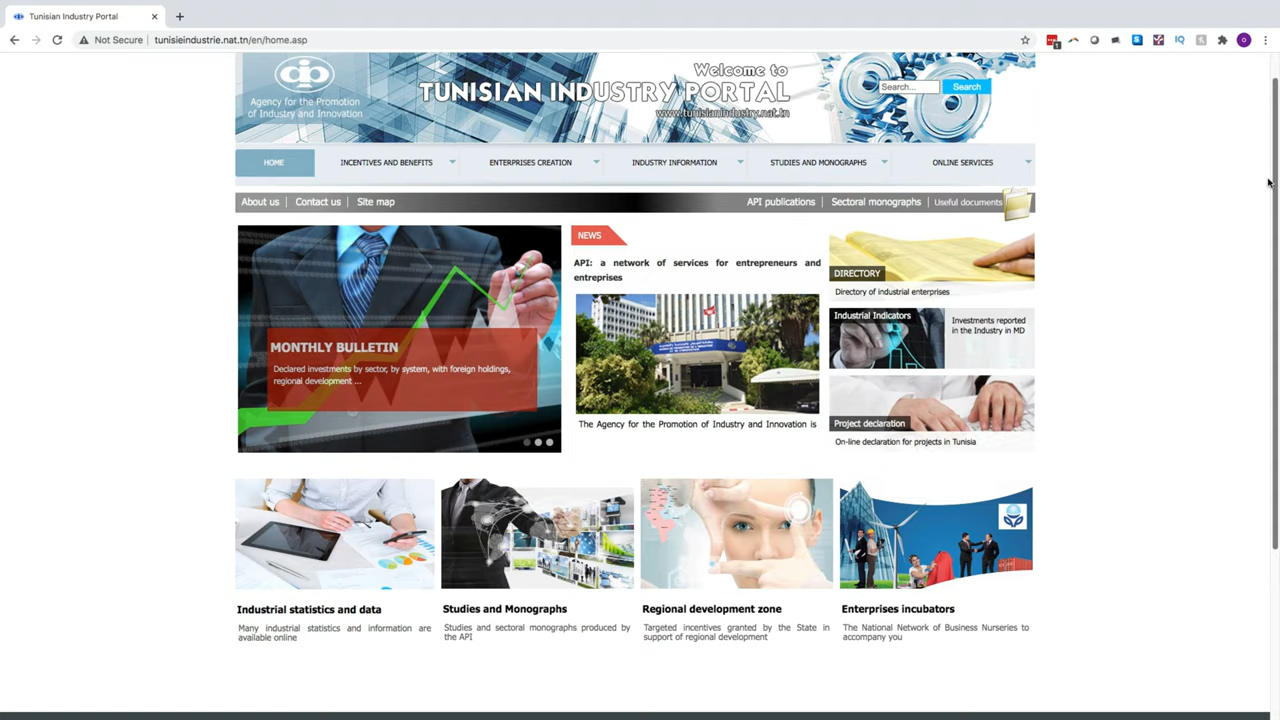 Tunisian Industry Portal
Not Secure tunisieindustrie.nat.tn/en/home.asp
Agency for the Promotion
of Industry and Innovation
Welcome to
TUNISIAN INDUSTRY PORTAL
www.tunisianindustry.nat.tn
Search... Search
HOME INCENTIVES AND BENEFITS ENTERPRISES CREATION INDUSTRY INFORMATION STUDIES AND MONOGRAPHS ONLINE SERVICES
About us Contact us Site map API publications Sectoral monographs Useful documents
MONTHLY BULLETIN
Declared investments by sector, by system, with foreign holdings,
regional development ...
NEWS
API: a network of services for entrepreneurs and
entreprises
The Agency for the Promotion of Industry and Innovation is
DIRECTORY
Directory of industrial enterprises
Industrial Indicators
Investments reported
in the Industry in MD
Project declaration
On-line declaration for projects in Tunisia
Industrial statistics and data
Many industrial statistics and information are
available online
Studies and Monographs
Studies and sectoral monographs produced by
the API
Regional development zone
Targeted incentives granted by the State in
support of regional development
Enterprises incubators
The National Network of Business Nurseries to
accompany you